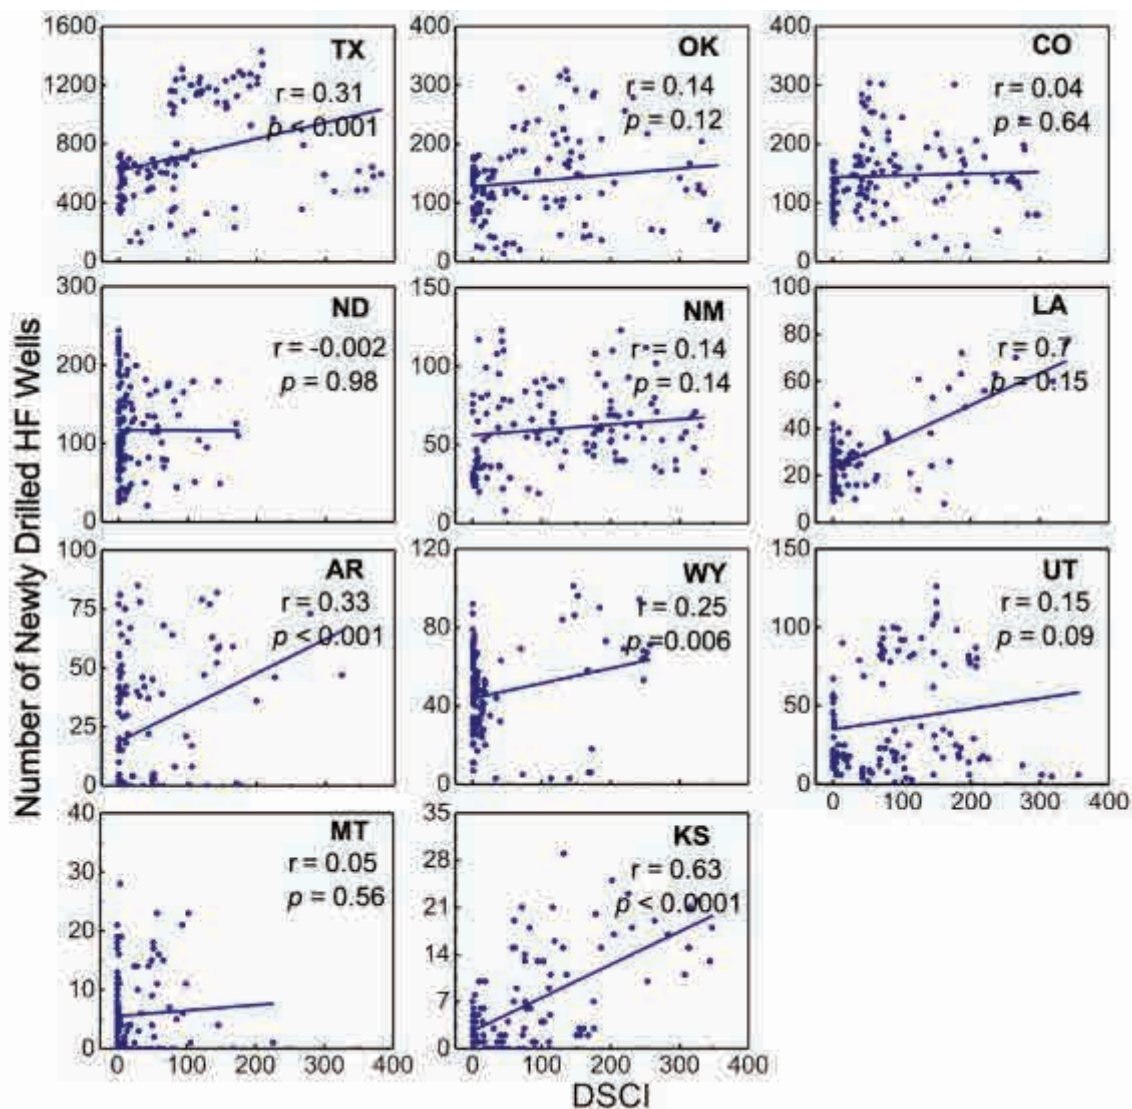 Number of Newly Drilled HF Wells
1600
1200
800
400
0
TX
r = 0.31
p < 0.001
0 100 200 300 400
400
300
200
100
0
OK
r = 0.14
p = 0.12
400
300
200
100
0
CO
r = 0.04
p = 0.64
300
200
100
0
ND
r = -0.002
p = 0.98
150
100
50
0
NM
r = 0.14
p = 0.14
100
80
60
40
20
0
LA
r = 0.7
p = 0.15
100
75
50
25
0
AR
r = 0.33
p < 0.001
120
80
40
0
WY
r = 0.25
p =0.006
150
100
50
0
UT
r = 0.15
p = 0.09
0 100 200 300 400
40
30
20
10
0
MT
r = 0.05
p = 0.56
0 100 200 300 400
35
28
21
14
7
0
KS
r = 0.63
p < 0.0001
0 100 200 300 400
DSCI